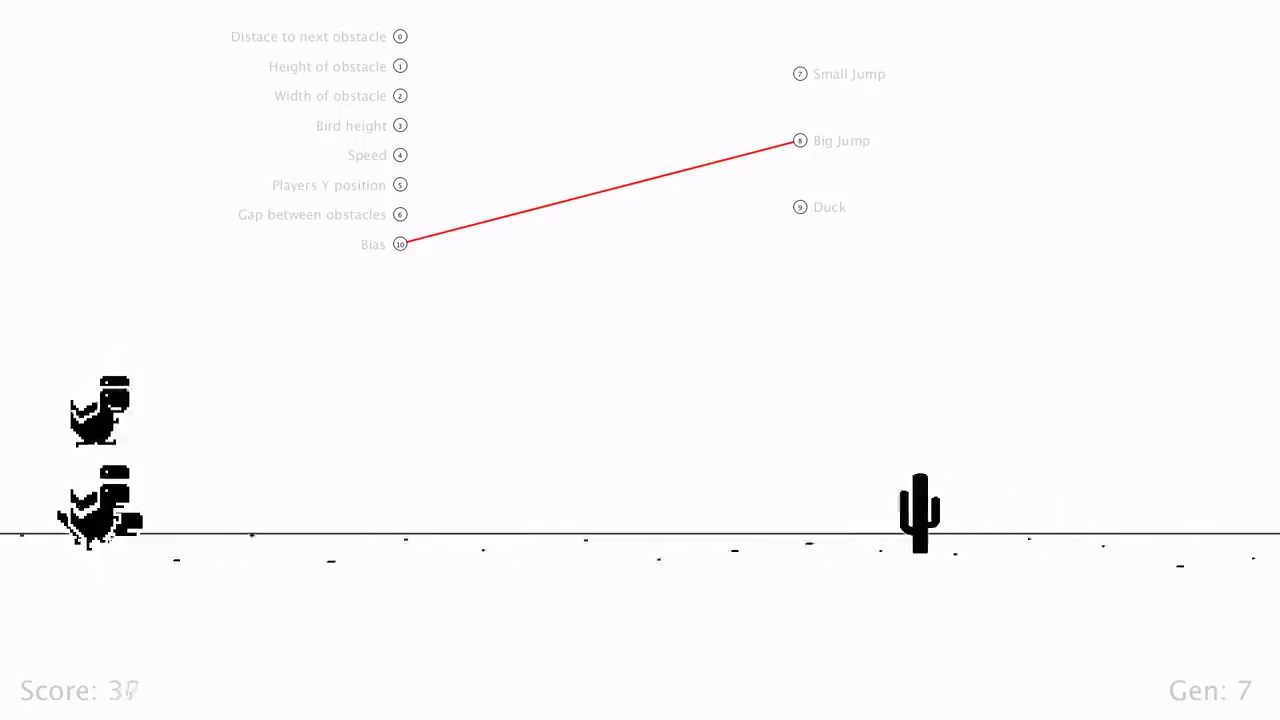 Distace to next obstacle 0
Height of obstacle 1
7 Small Jump
Width of obstacle 2
Bird height 3
8 Big Jump
Speed 4
Players Y position 5
9 Duck
Gap between obstacles 6
Bias 10
Score:
Gen: 7